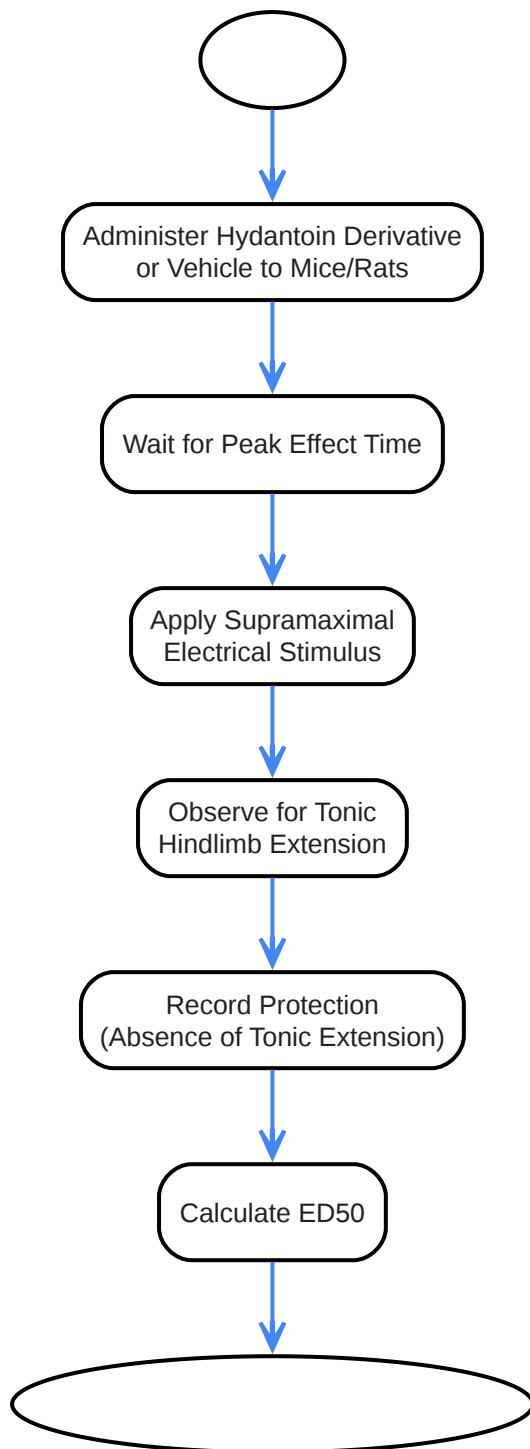 Administer Hydantoin Derivative
or Vehicle to Mice/Rats
Wait for Peak Effect Time
Apply Supramaximal
Electrical Stimulus
Observe for Tonic
Hindlimb Extension
Record Protection
(Absence of Tonic Extension)
Calculate ED50